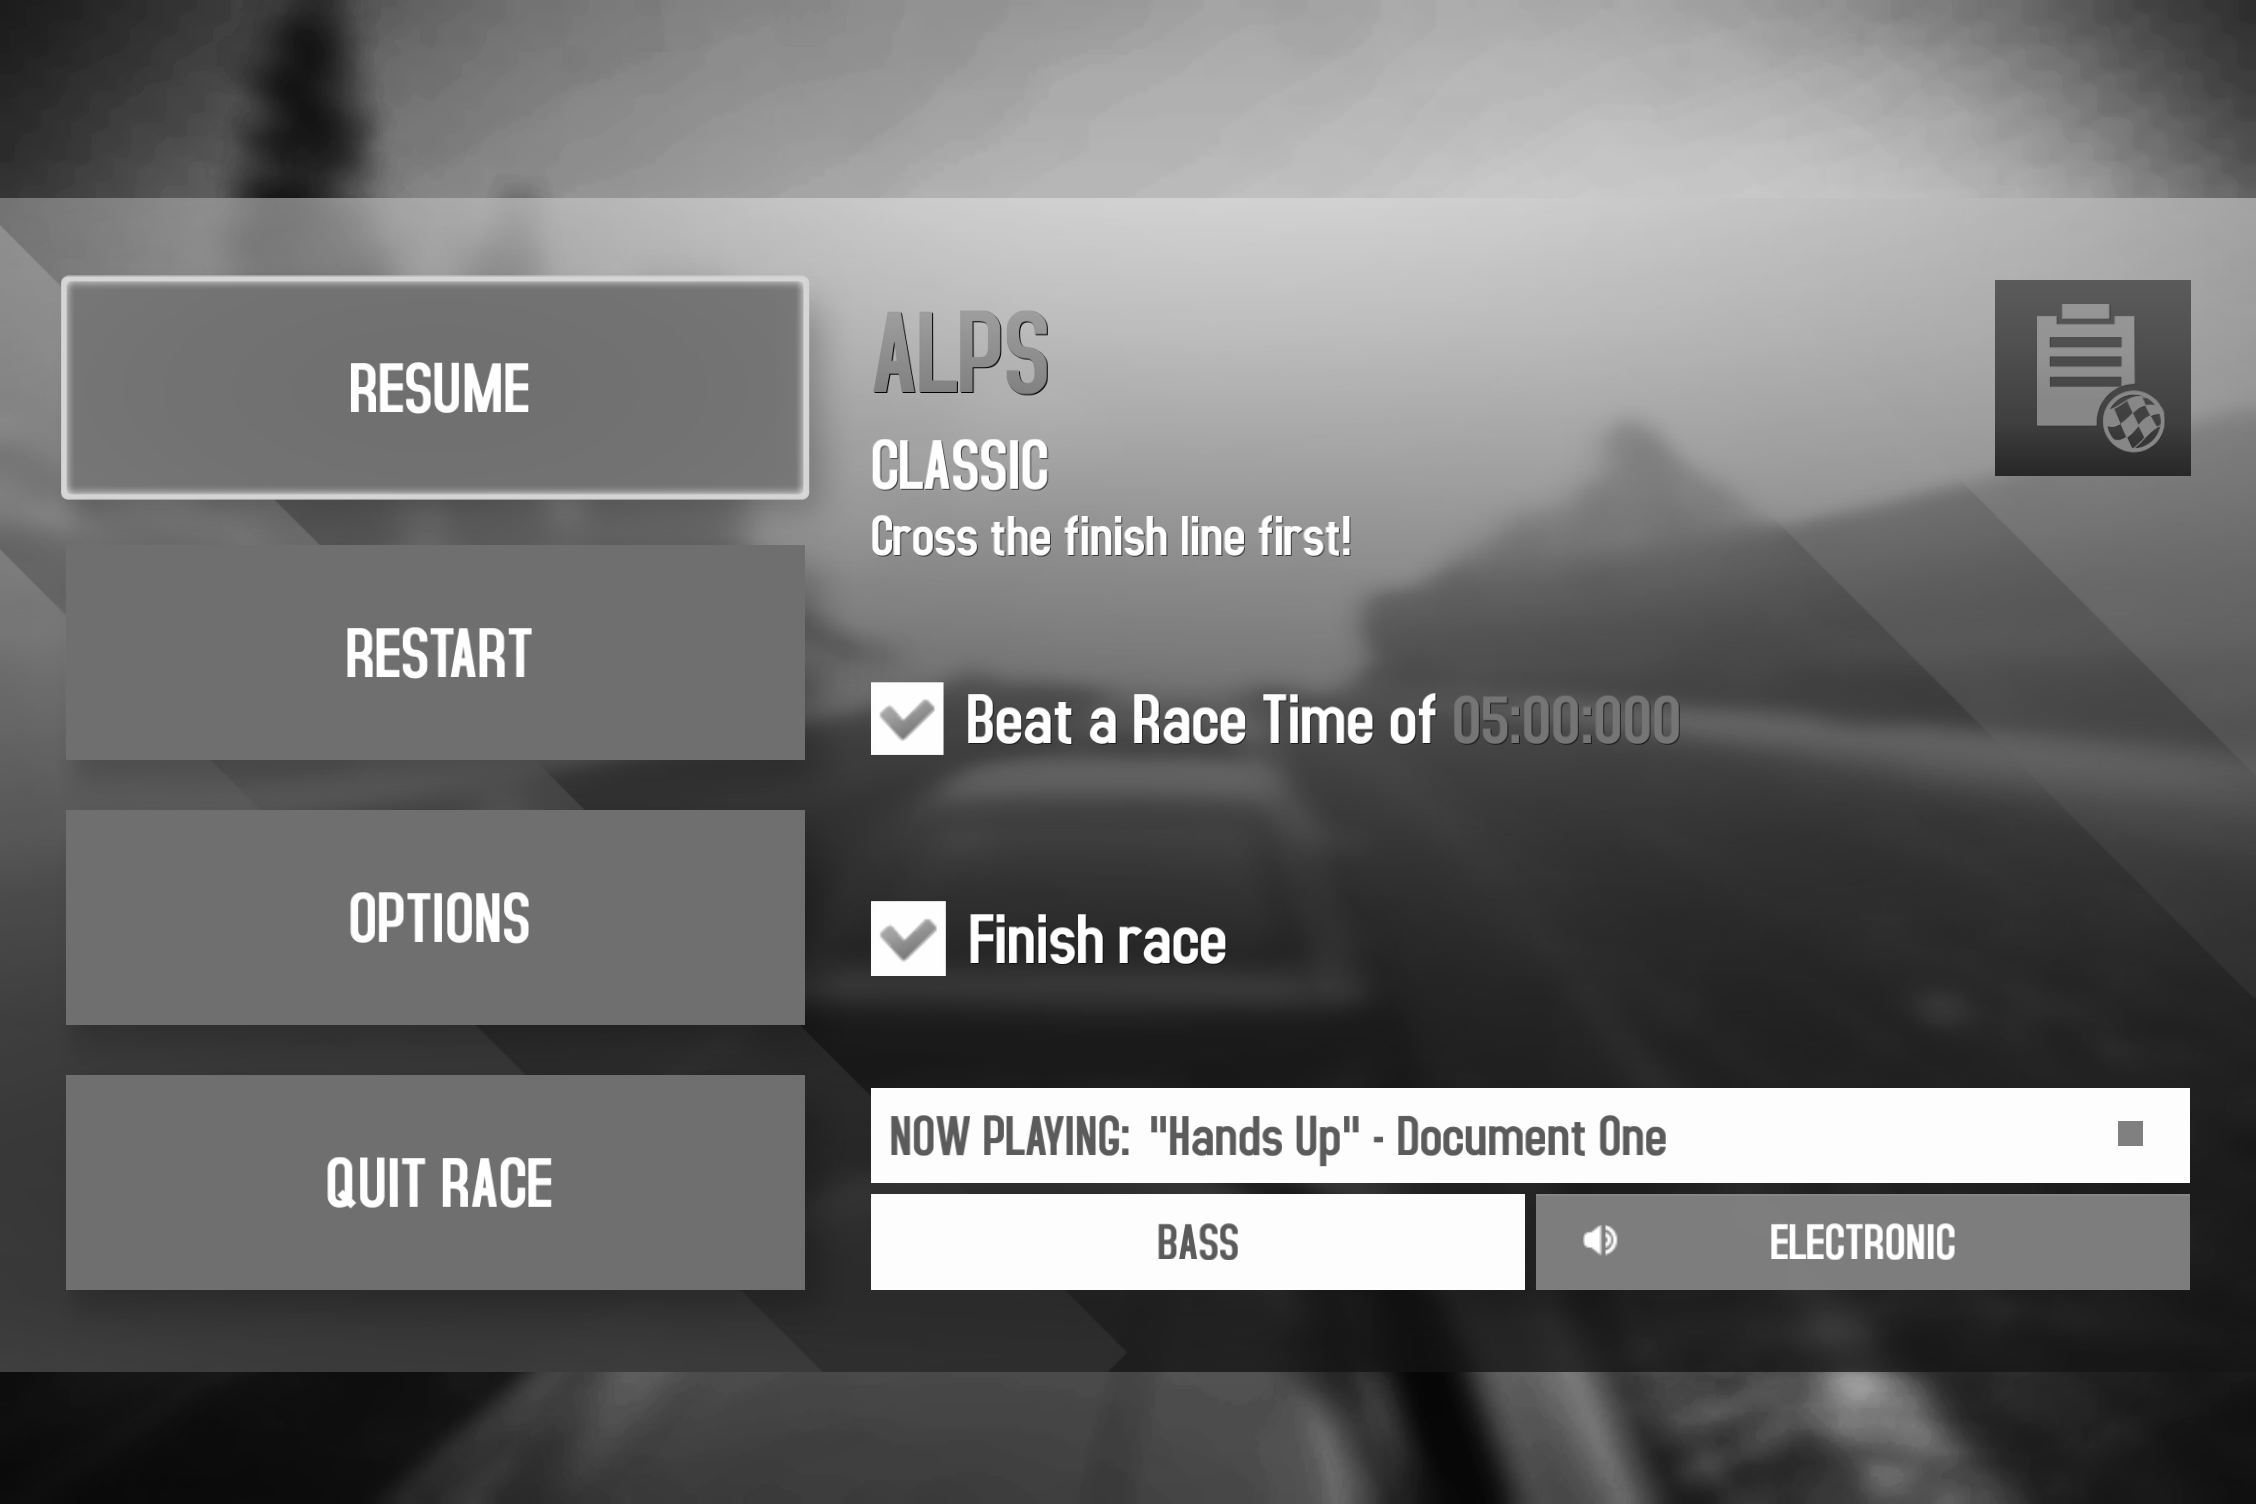 RESUME
RESTART
OPTIONS
QUIT RACE
ALPS
CLASSIC
Cross the finish line first!
Beat a Race Time of 05:00:000
Finish race
NOW PLAYING: "Hands Up" - Document One
BASS
ELECTRONIC